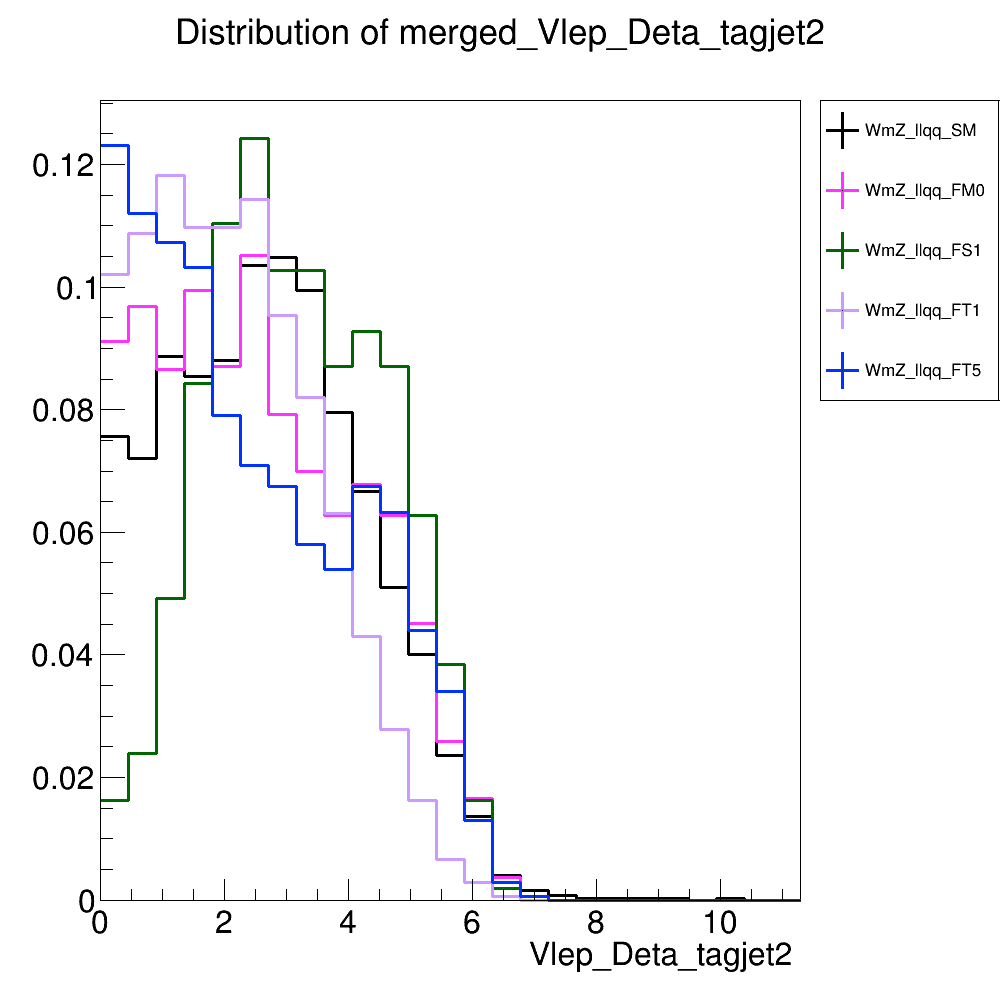 Distribution of merged_Vlep_Deta_tagjet2
WmZ_llqq_SM
WmZ_llqq_FM0
WmZ_llqq_FS1
WmZ_llqq_FT1
WmZ_llqq_FT5
0.12
0.1
0.08
0.06
0.04
0.02
0
0 2 4 6 8 10
Vlep_Deta_tagjet2